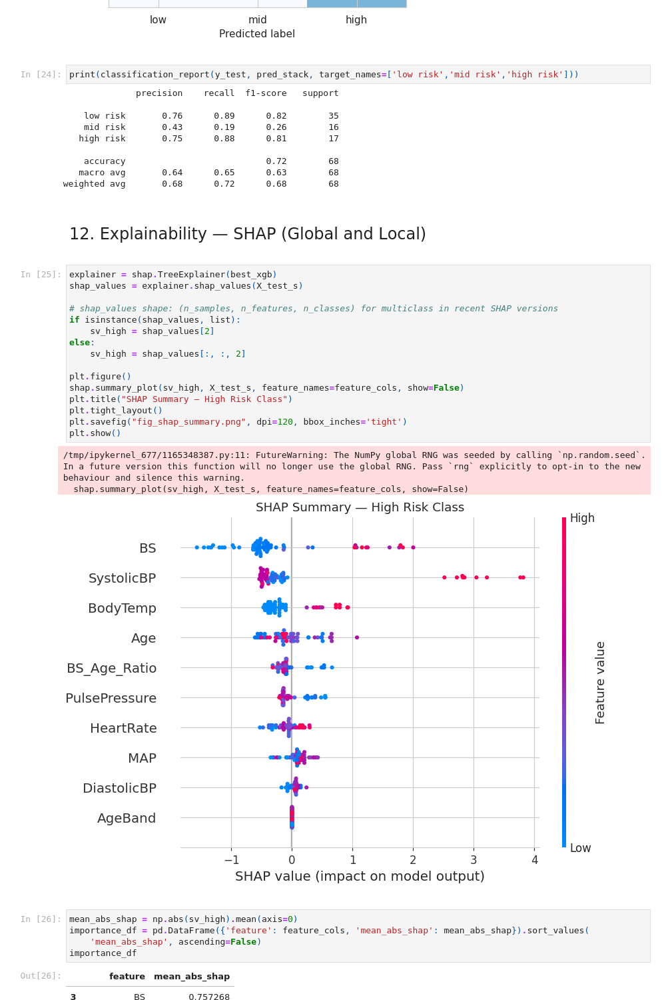 low mid high
Predicted label
In [24]: print(classification_report(y_test, pred_stack, target_names=['low risk','mid risk','high risk']))
precision recall f1-score support
low risk 0.76 0.89 0.82 35
mid risk 0.43 0.19 0.26 16
high risk 0.75 0.88 0.81 17
accuracy 0.72 68
macro avg 0.64 0.65 0.63 68
weighted avg 0.68 0.72 0.68 68
12. Explainability — SHAP (Global and Local)
In [25]: explainer = shap.TreeExplainer(best_xgb)
shap_values = explainer.shap_values(X_test_s)
# shap_values shape: (n_samples, n_features, n_classes) for multiclass in recent SHAP versions
if isinstance(shap_values, list):
    sv_high = shap_values[2]
else:
    sv_high = shap_values[:, :, 2]
plt.figure()
shap.summary_plot(sv_high, X_test_s, feature_names=feature_cols, show=False)
plt.title("SHAP Summary — High Risk Class")
plt.tight_layout()
plt.savefig("fig_shap_summary.png", dpi=120, bbox_inches='tight')
plt.show()
/tmp/ipykernel_677/1165348387.py:11: FutureWarning: The NumPy global RNG was seeded by calling `np.random.seed`.
In a future version this function will no longer use the global RNG. Pass `rng` explicitly to opt-in to the new
behaviour and silence this warning.
  shap.summary_plot(sv_high, X_test_s, feature_names=feature_cols, show=False)
SHAP Summary — High Risk Class
High
BS
SystolicBP
BodyTemp
Age
BS_Age_Ratio
PulsePressure
HeartRate
MAP
DiastolicBP
AgeBand
Feature value
Low
−1 0 1 2 3 4
SHAP value (impact on model output)
In [26]: mean_abs_shap = np.abs(sv_high).mean(axis=0)
importance_df = pd.DataFrame({'feature': feature_cols, 'mean_abs_shap': mean_abs_shap}).sort_values(
    'mean_abs_shap', ascending=False)
importance_df
Out[26]: feature mean_abs_shap
3 BS 0.757268